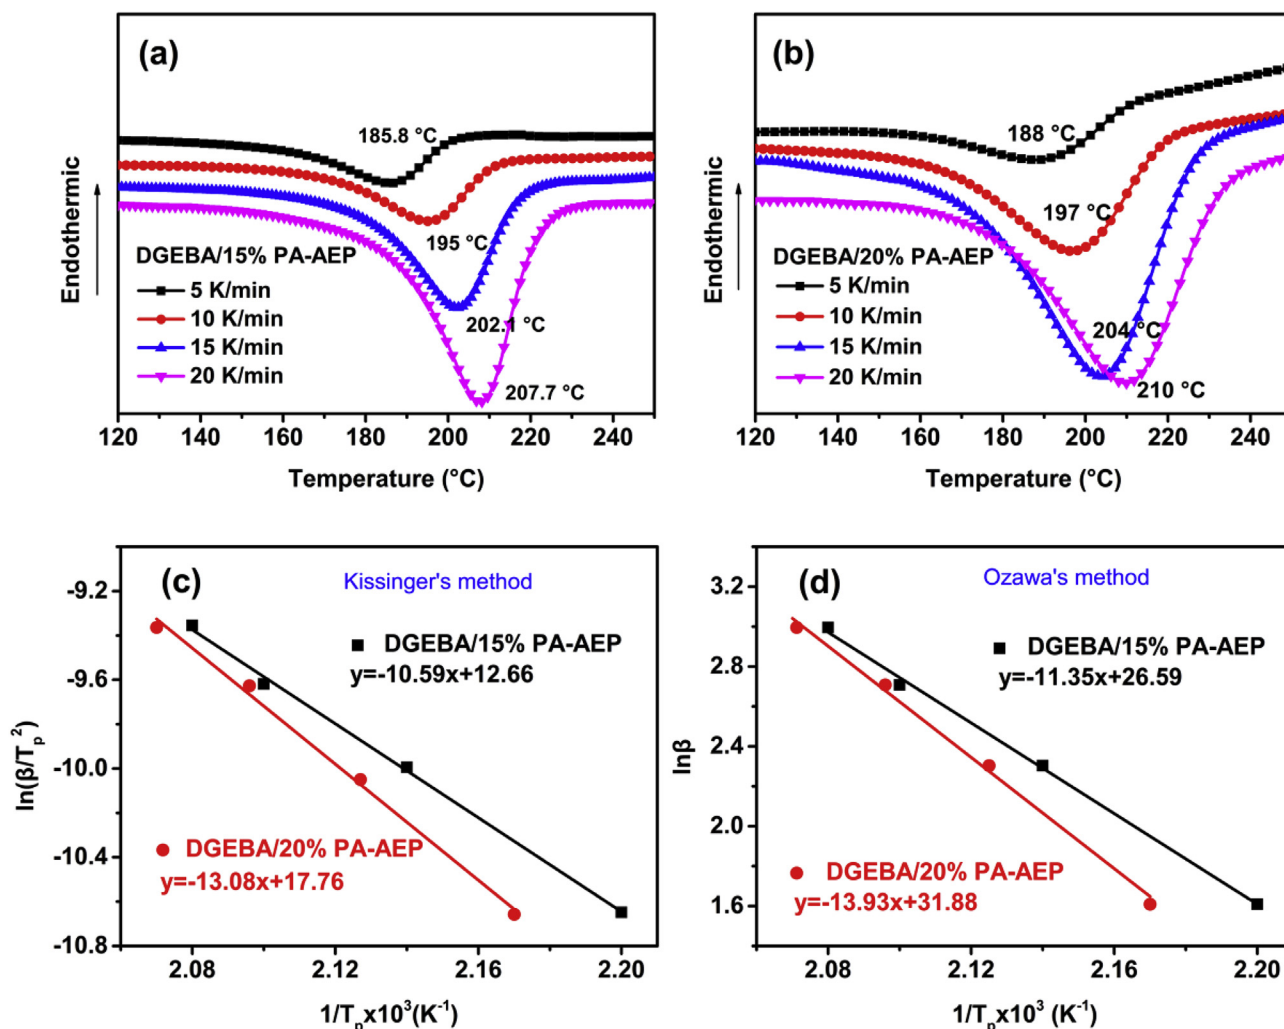 (a)
185.8 °C
195 °C
202.1 °C
207.7 °C
Endothermic
DGEBA/15% PA-AEP
5 K/min
10 K/min
15 K/min
20 K/min
120 140 160 180 200 220 240
Temperature (°C)
(b)
188 °C
197 °C
204 °C
210 °C
Endothermic
DGEBA/20% PA-AEP
5 K/min
10 K/min
15 K/min
20 K/min
120 140 160 180 200 220 240
Temperature (°C)
(c)
Kissinger's method
DGEBA/15% PA-AEP
y=-10.59x+12.66
DGEBA/20% PA-AEP
y=-13.08x+17.76
ln(β/Tp²)
-9.2
-9.6
-10.0
-10.4
-10.8
2.08 2.12 2.16 2.20
1/Tpx10³(K⁻¹)
(d)
Ozawa's method
DGEBA/15% PA-AEP
y=-11.35x+26.59
DGEBA/20% PA-AEP
y=-13.93x+31.88
lnβ
3.2
2.8
2.4
2.0
1.6
2.08 2.12 2.16 2.20
1/Tpx10³ (K⁻¹)